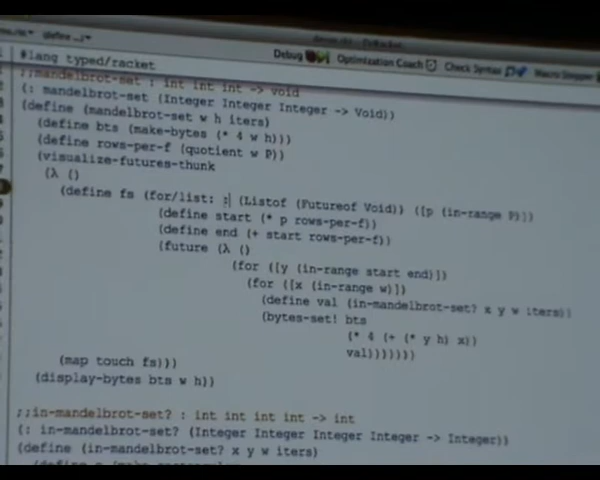 Debug Optimization Coach Check Syntax Macro Stepper
#lang typed/racket
;;mandelbrot-set : int int int -> void
(: mandelbrot-set (Integer Integer Integer -> Void))
(define (mandelbrot-set w h iters)
(define bts (make-bytes (* 4 w h)))
(define rows-per-f (quotient w P))
(visualize-futures-thunk
(λ ()
(define fs (for/list: : (Listof (Futureof Void)) ([p (in-range P)])
(define start (* p rows-per-f))
(define end (+ start rows-per-f))
(future (λ ()
(for ([y (in-range start end)])
(for ([x (in-range w)])
(define val (in-mandelbrot-set? x y w iters))
(bytes-set! bts
(* 4 (+ (* y h) x))
val)))))))
(map touch fs)))
(display-bytes bts w h))
;;in-mandelbrot-set? : int int int int -> int
(: in-mandelbrot-set? (Integer Integer Integer Integer -> Integer))
(define (in-mandelbrot-set? x y w iters)